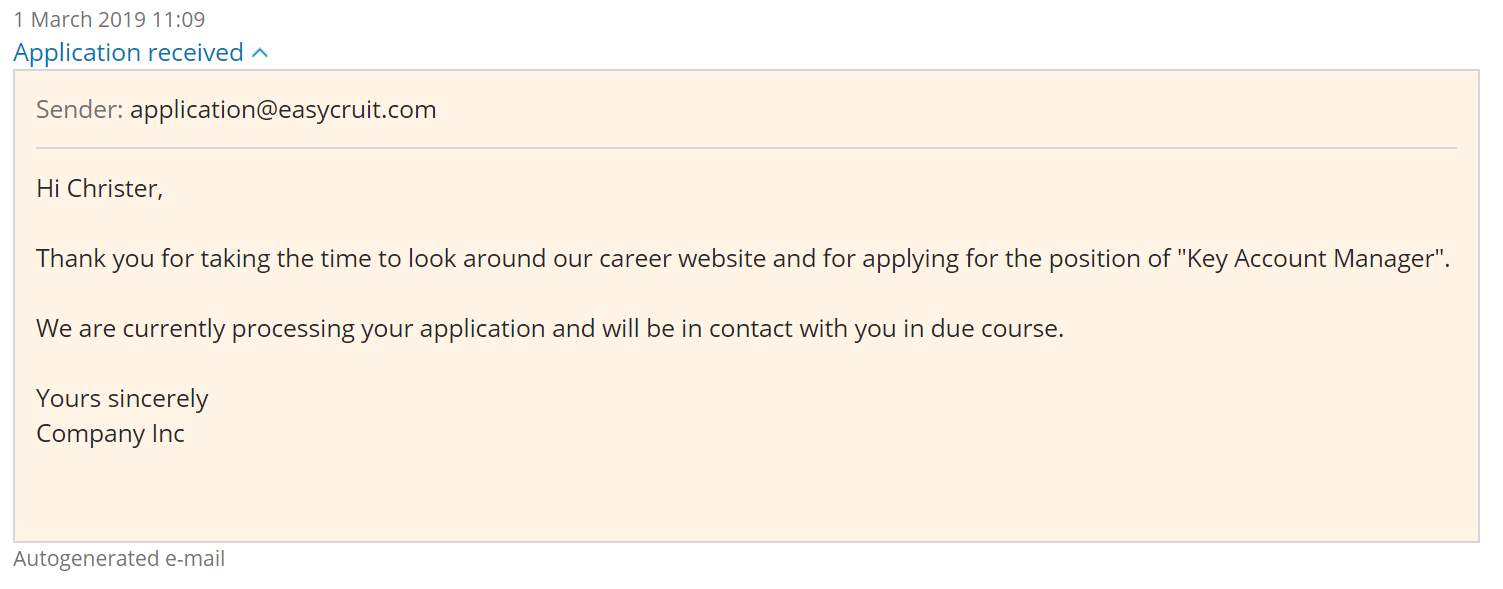 1 March 2019 11:09
Application received
Sender: application@easycruit.com
Hi Christer,
Thank you for taking the time to look around our career website and for applying for the position of "Key Account Manager".
We are currently processing your application and will be in contact with you in due course.
Yours sincerely
Company Inc
Autogenerated e-mail